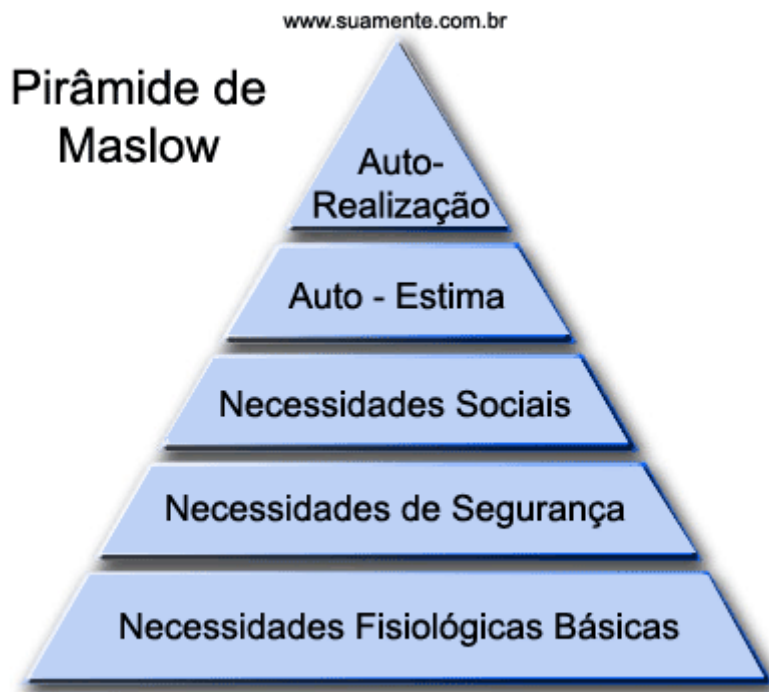 www.suamente.com.br
Pirâmide de
Maslow
Auto-
Realização
Auto - Estima
Necessidades Sociais
Necessidades de Segurança
Necessidades Fisiológicas Básicas